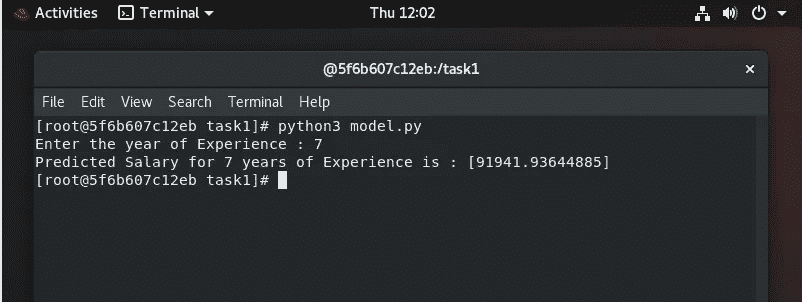 Activities Terminal Thu 12:02
@5f6b607c12eb:/task1 ×
File Edit View Search Terminal Help
[root@5f6b607c12eb task1]# python3 model.py
Enter the year of Experience : 7
Predicted Salary for 7 years of Experience is : [91941.93644885]
[root@5f6b607c12eb task1]#